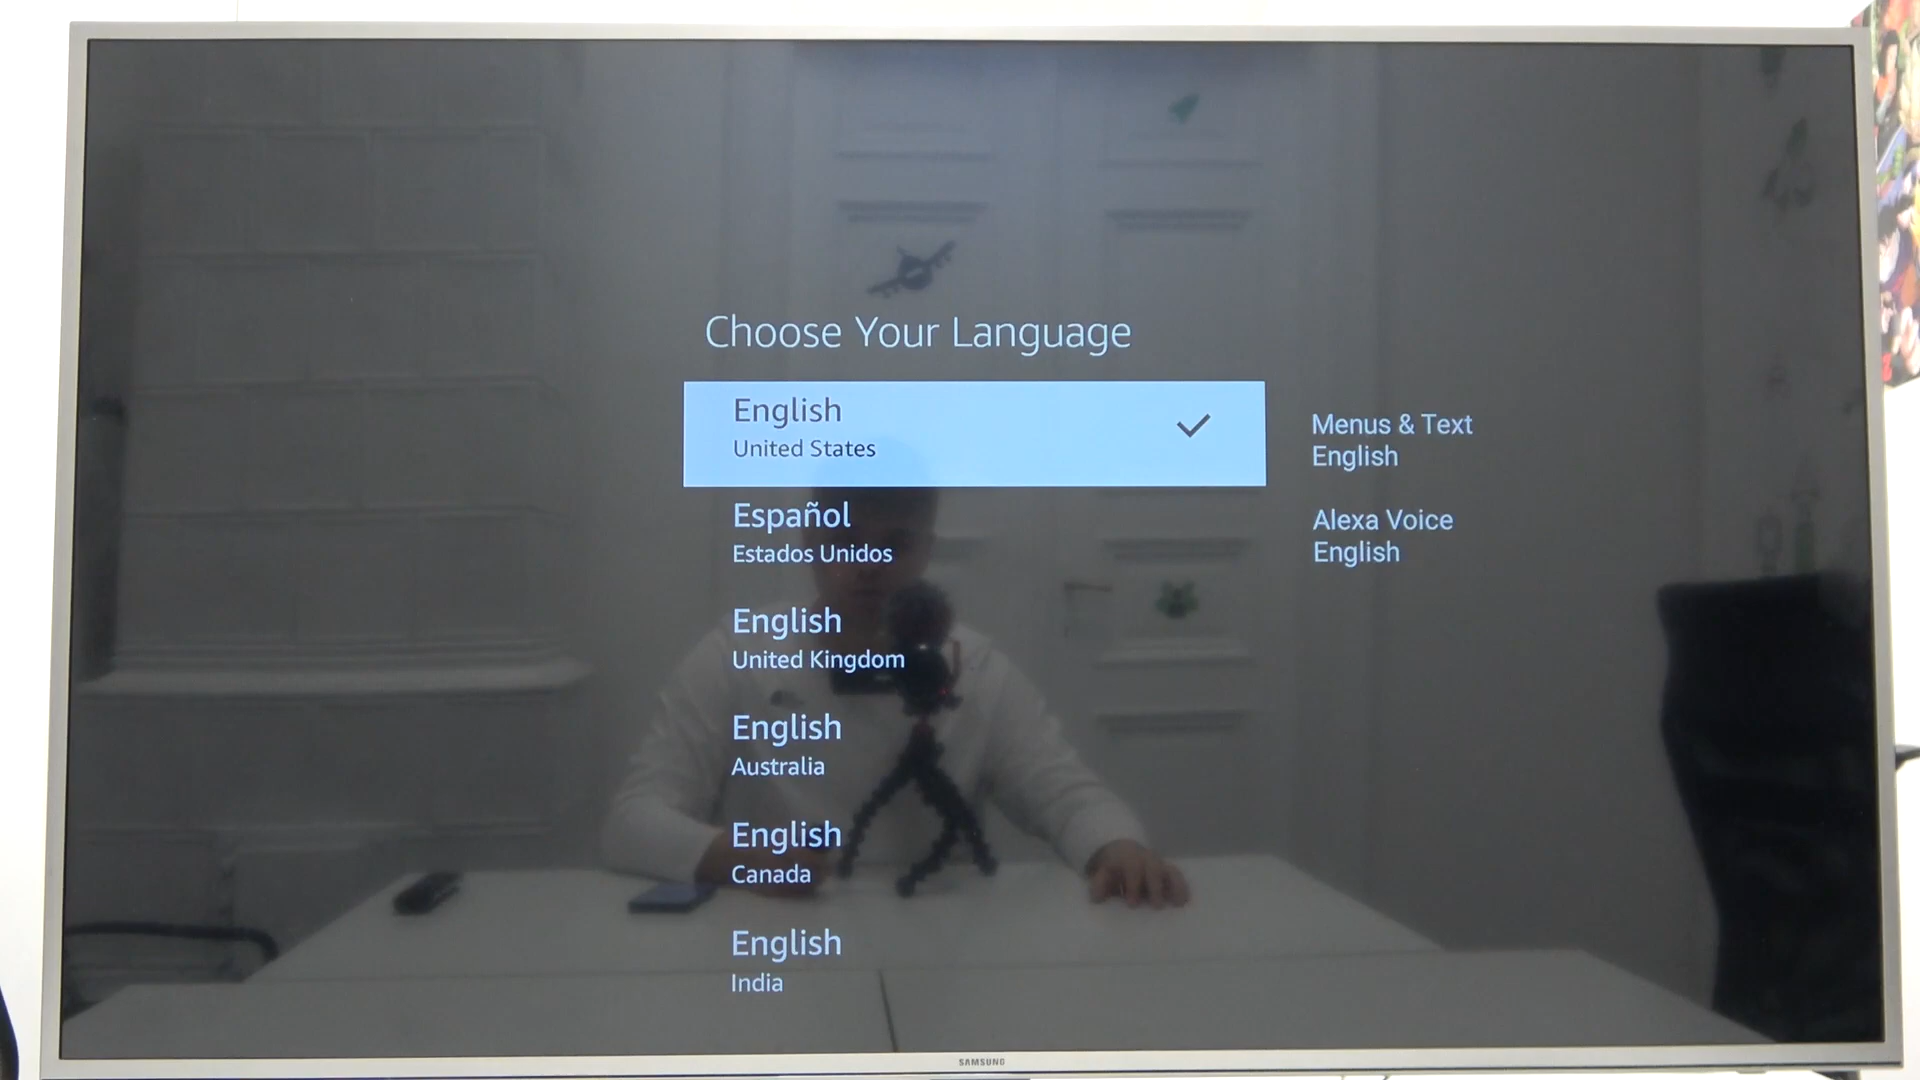 Choose Your Language
English
United States
Menus & Text
English
Español
Estados Unidos
Alexa Voice
English
English
United Kingdom
English
Australia
English
Canada
English
India
SAMSUNG